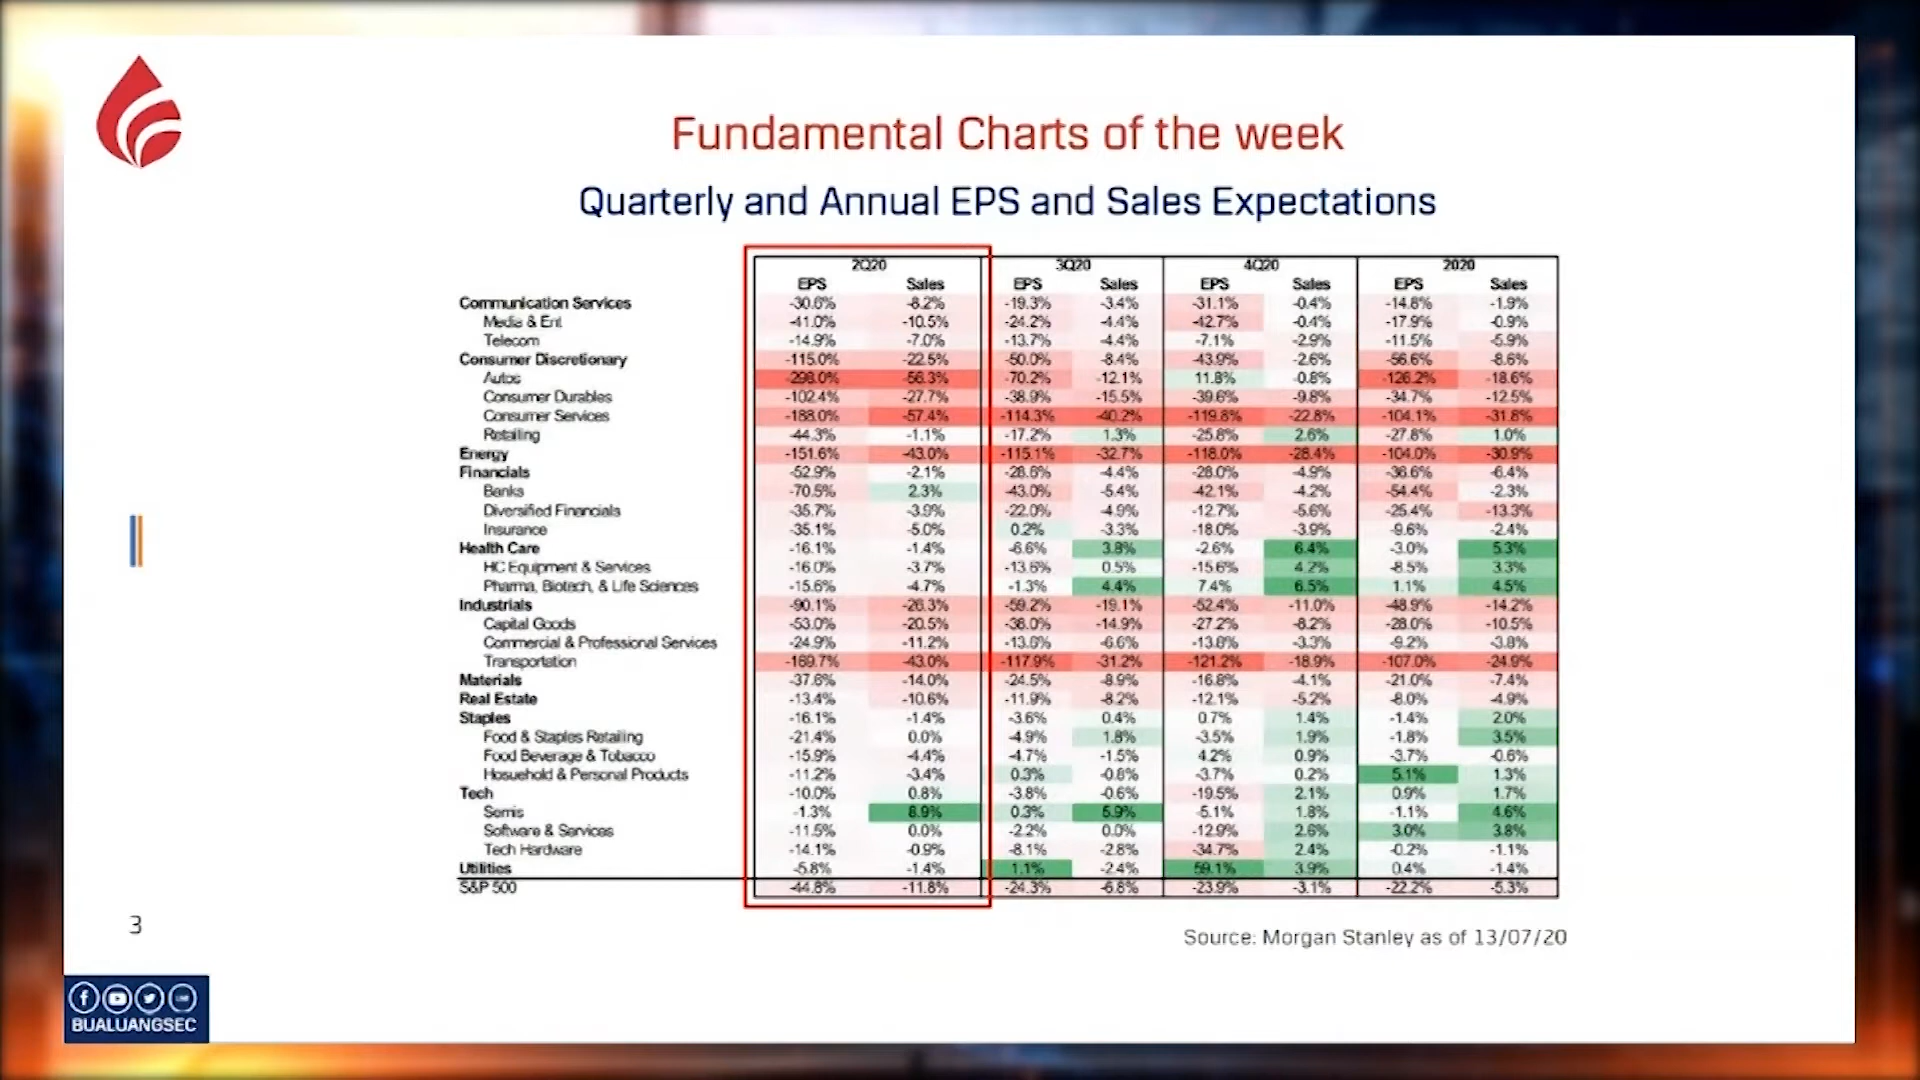 Fundamental Charts of the week
Quarterly and Annual EPS and Sales Expectations
2Q20 3Q20 4Q20 2020
EPS Sales EPS Sales EPS Sales EPS Sales
Communication Services -30.6% -8.2% -19.3% -3.4% -31.1% -0.4% -14.8% -1.9%
Media & Ent -41.0% -10.5% -24.2% -4.4% -42.7% -0.4% -17.9% -0.9%
Telecom -14.9% -7.0% -13.7% -4.4% -7.1% -2.9% -11.5% -5.9%
Consumer Discretionary -115.0% -22.5% -50.0% -8.4% -43.9% -2.6% -56.6% -8.6%
Autos -298.0% -56.3% -70.2% -12.1% 11.8% -0.8% -126.2% -18.6%
Consumer Durables -102.4% -27.7% -38.9% -15.5% -39.6% -9.8% -34.7% -12.5%
Consumer Services -188.0% -57.4% -114.3% -40.2% -119.8% -22.8% -104.1% -31.8%
Retailing -44.3% -1.1% -17.2% 1.3% -25.8% 2.6% -27.8% 1.0%
Energy -151.6% -43.0% -115.1% -32.7% -118.0% -28.4% -104.0% -30.9%
Financials -52.9% -2.1% -28.6% -4.4% -28.0% -4.9% -36.6% -6.4%
Banks -70.5% 2.3% -43.0% -5.4% -42.1% -4.2% -54.4% -2.3%
Diversified Financials -35.7% -3.9% -22.0% -4.9% -12.7% -5.6% -25.4% -13.3%
Insurance -35.1% -5.0% 0.2% -3.3% -18.0% -3.9% -9.6% -2.4%
Health Care -16.1% -1.4% -6.6% 3.8% -2.6% 6.4% -3.0% 5.3%
HC Equipment & Services -16.0% -3.7% -13.6% 0.5% -15.6% 4.2% -8.5% 3.3%
Pharma, Biotech, & Life Sciences -15.6% -4.7% -1.3% 4.4% 7.4% 6.5% 1.1% 4.5%
Industrials -90.1% -26.3% -59.2% -19.1% -52.4% -11.0% -48.9% -14.2%
Capital Goods -53.0% -20.5% -38.0% -14.9% -27.2% -8.2% -28.0% -10.5%
Commercial & Professional Services -24.9% -11.2% -13.6% -6.6% -13.8% -3.3% -9.2% -3.8%
Transportation -169.7% -43.0% -117.9% -31.2% -121.2% -18.9% -107.0% -24.9%
Materials -37.6% -14.0% -24.5% -8.9% -16.8% -4.1% -21.0% -7.4%
Real Estate -13.4% -10.6% -11.9% -8.2% -12.1% -5.2% -8.0% -4.9%
Staples -16.1% -1.4% -3.6% 0.4% 0.7% 1.4% -1.4% 2.0%
Food & Staples Retailing -21.4% 0.0% -4.9% 1.8% -3.5% 1.9% -1.8% 3.5%
Food Beverage & Tobacco -15.9% -4.4% -4.7% -1.5% 4.2% 0.9% -3.7% -0.6%
Hosuehold & Personal Products -11.2% -3.4% 0.3% -0.8% -3.7% 0.2% 5.1% 1.3%
Tech -10.0% 0.8% -3.8% -0.6% -19.5% 2.1% 0.9% 1.7%
Semis -1.3% 8.9% 0.3% 5.9% -5.1% 1.8% -1.1% 4.6%
Software & Services -11.5% 0.0% -2.2% 0.0% -12.9% 2.6% 3.0% 3.8%
Tech Hardware -14.1% -0.9% -8.1% -2.8% -34.7% 2.4% -0.2% -1.1%
Utilities -5.8% -1.4% 1.1% -2.4% 59.1% 3.9% 0.4% -1.4%
S&P 500 -44.8% -11.8% -24.3% -6.8% -23.9% -3.1% -22.2% -5.3%
3
Source: Morgan Stanley as of 13/07/20
BUALUANGSEC